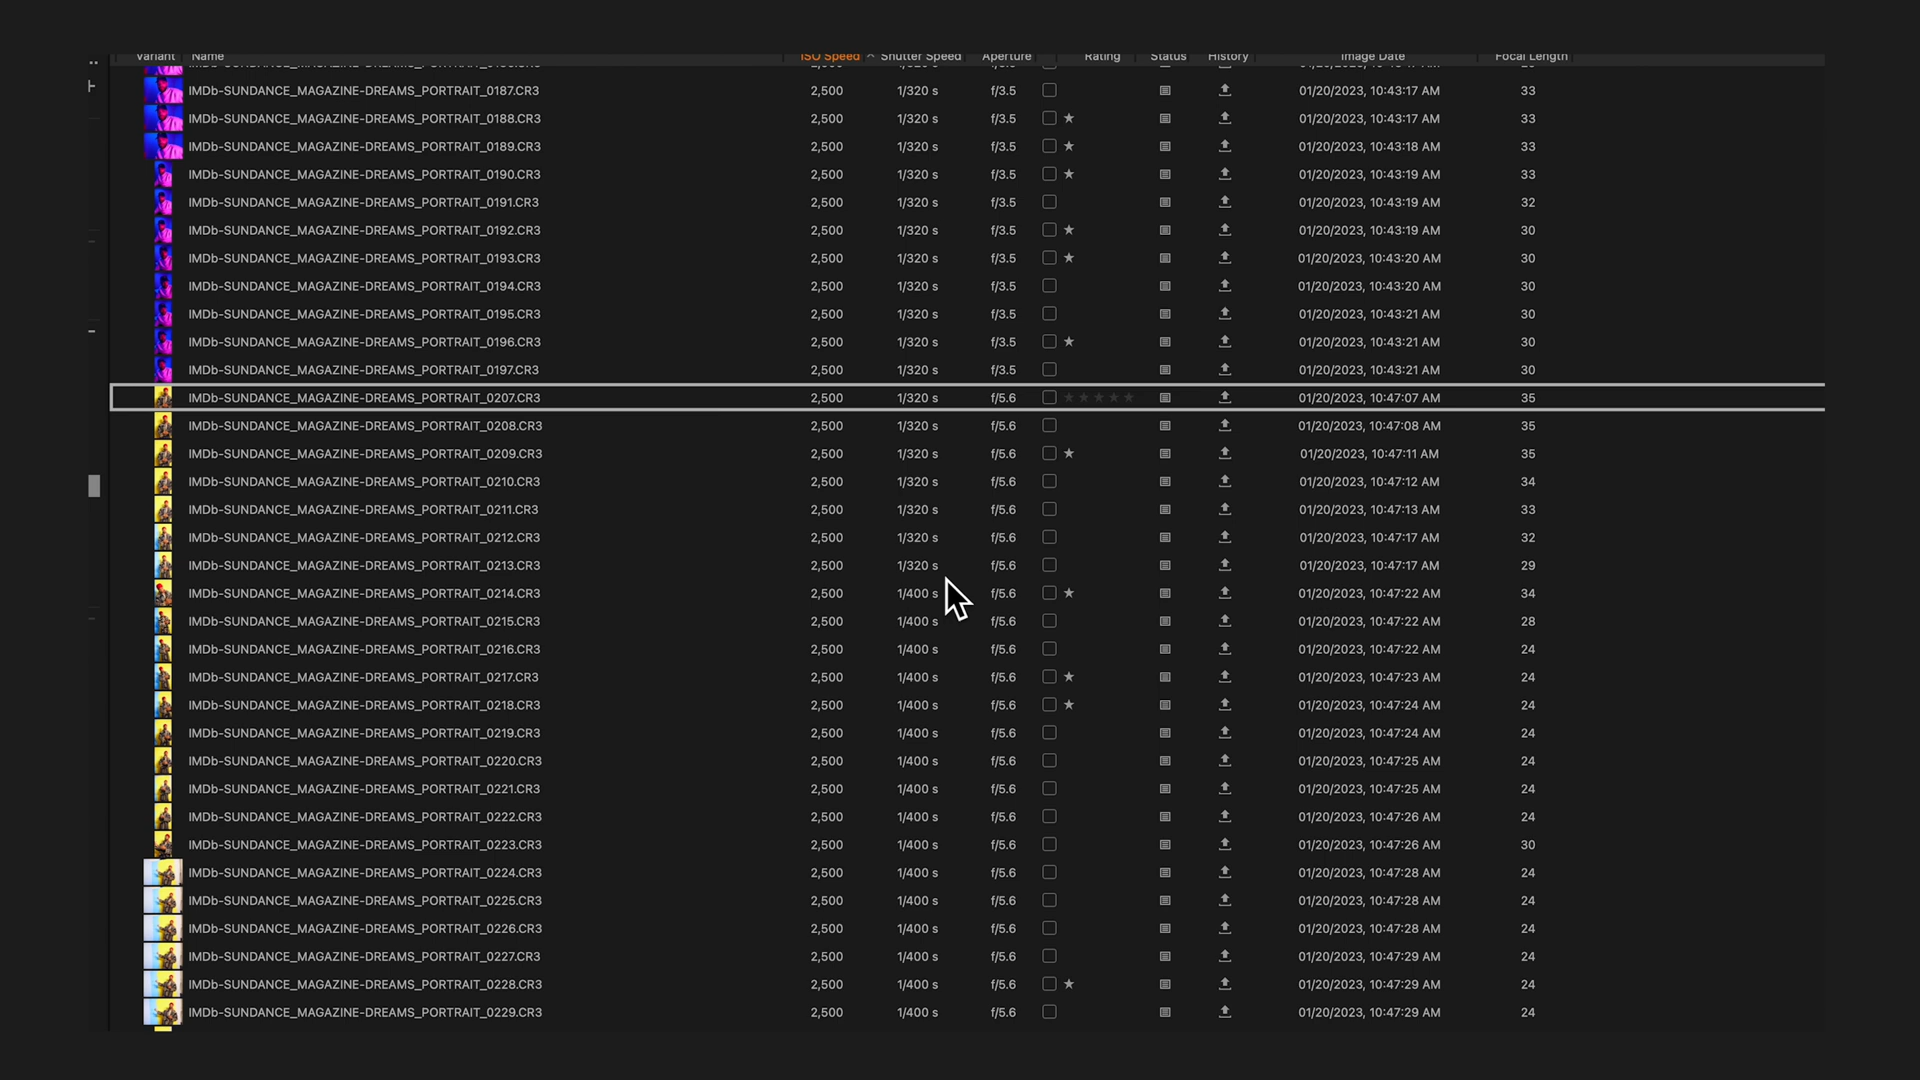 Variant Name ISO Speed Shutter Speed Aperture Rating Status History Image Date Focal Length
IMDb-SUNDANCE_MAGAZINE-DREAMS_PORTRAIT_0187.CR3 2,500 1/320 s f/3.5 01/20/2023, 10:43:17 AM 33
IMDb-SUNDANCE_MAGAZINE-DREAMS_PORTRAIT_0188.CR3 2,500 1/320 s f/3.5 ★ 01/20/2023, 10:43:17 AM 33
IMDb-SUNDANCE_MAGAZINE-DREAMS_PORTRAIT_0189.CR3 2,500 1/320 s f/3.5 ★ 01/20/2023, 10:43:18 AM 33
IMDb-SUNDANCE_MAGAZINE-DREAMS_PORTRAIT_0190.CR3 2,500 1/320 s f/3.5 ★ 01/20/2023, 10:43:19 AM 33
IMDb-SUNDANCE_MAGAZINE-DREAMS_PORTRAIT_0191.CR3 2,500 1/320 s f/3.5 01/20/2023, 10:43:19 AM 32
IMDb-SUNDANCE_MAGAZINE-DREAMS_PORTRAIT_0192.CR3 2,500 1/320 s f/3.5 ★ 01/20/2023, 10:43:19 AM 30
IMDb-SUNDANCE_MAGAZINE-DREAMS_PORTRAIT_0193.CR3 2,500 1/320 s f/3.5 ★ 01/20/2023, 10:43:20 AM 30
IMDb-SUNDANCE_MAGAZINE-DREAMS_PORTRAIT_0194.CR3 2,500 1/320 s f/3.5 01/20/2023, 10:43:20 AM 30
IMDb-SUNDANCE_MAGAZINE-DREAMS_PORTRAIT_0195.CR3 2,500 1/320 s f/3.5 01/20/2023, 10:43:21 AM 30
IMDb-SUNDANCE_MAGAZINE-DREAMS_PORTRAIT_0196.CR3 2,500 1/320 s f/3.5 ★ 01/20/2023, 10:43:21 AM 30
IMDb-SUNDANCE_MAGAZINE-DREAMS_PORTRAIT_0197.CR3 2,500 1/320 s f/3.5 01/20/2023, 10:43:21 AM 30
IMDb-SUNDANCE_MAGAZINE-DREAMS_PORTRAIT_0207.CR3 2,500 1/320 s f/5.6 ★★★★★ 01/20/2023, 10:47:07 AM 35
IMDb-SUNDANCE_MAGAZINE-DREAMS_PORTRAIT_0208.CR3 2,500 1/320 s f/5.6 01/20/2023, 10:47:08 AM 35
IMDb-SUNDANCE_MAGAZINE-DREAMS_PORTRAIT_0209.CR3 2,500 1/320 s f/5.6 ★ 01/20/2023, 10:47:11 AM 35
IMDb-SUNDANCE_MAGAZINE-DREAMS_PORTRAIT_0210.CR3 2,500 1/320 s f/5.6 01/20/2023, 10:47:12 AM 34
IMDb-SUNDANCE_MAGAZINE-DREAMS_PORTRAIT_0211.CR3 2,500 1/320 s f/5.6 01/20/2023, 10:47:13 AM 33
IMDb-SUNDANCE_MAGAZINE-DREAMS_PORTRAIT_0212.CR3 2,500 1/320 s f/5.6 01/20/2023, 10:47:17 AM 32
IMDb-SUNDANCE_MAGAZINE-DREAMS_PORTRAIT_0213.CR3 2,500 1/320 s f/5.6 01/20/2023, 10:47:17 AM 29
IMDb-SUNDANCE_MAGAZINE-DREAMS_PORTRAIT_0214.CR3 2,500 1/400 s f/5.6 ★ 01/20/2023, 10:47:22 AM 34
IMDb-SUNDANCE_MAGAZINE-DREAMS_PORTRAIT_0215.CR3 2,500 1/400 s f/5.6 01/20/2023, 10:47:22 AM 28
IMDb-SUNDANCE_MAGAZINE-DREAMS_PORTRAIT_0216.CR3 2,500 1/400 s f/5.6 01/20/2023, 10:47:22 AM 24
IMDb-SUNDANCE_MAGAZINE-DREAMS_PORTRAIT_0217.CR3 2,500 1/400 s f/5.6 ★ 01/20/2023, 10:47:23 AM 24
IMDb-SUNDANCE_MAGAZINE-DREAMS_PORTRAIT_0218.CR3 2,500 1/400 s f/5.6 ★ 01/20/2023, 10:47:24 AM 24
IMDb-SUNDANCE_MAGAZINE-DREAMS_PORTRAIT_0219.CR3 2,500 1/400 s f/5.6 01/20/2023, 10:47:24 AM 24
IMDb-SUNDANCE_MAGAZINE-DREAMS_PORTRAIT_0220.CR3 2,500 1/400 s f/5.6 01/20/2023, 10:47:25 AM 24
IMDb-SUNDANCE_MAGAZINE-DREAMS_PORTRAIT_0221.CR3 2,500 1/400 s f/5.6 01/20/2023, 10:47:25 AM 24
IMDb-SUNDANCE_MAGAZINE-DREAMS_PORTRAIT_0222.CR3 2,500 1/400 s f/5.6 01/20/2023, 10:47:26 AM 24
IMDb-SUNDANCE_MAGAZINE-DREAMS_PORTRAIT_0223.CR3 2,500 1/400 s f/5.6 01/20/2023, 10:47:26 AM 30
IMDb-SUNDANCE_MAGAZINE-DREAMS_PORTRAIT_0224.CR3 2,500 1/400 s f/5.6 01/20/2023, 10:47:28 AM 24
IMDb-SUNDANCE_MAGAZINE-DREAMS_PORTRAIT_0225.CR3 2,500 1/400 s f/5.6 01/20/2023, 10:47:28 AM 24
IMDb-SUNDANCE_MAGAZINE-DREAMS_PORTRAIT_0226.CR3 2,500 1/400 s f/5.6 01/20/2023, 10:47:28 AM 24
IMDb-SUNDANCE_MAGAZINE-DREAMS_PORTRAIT_0227.CR3 2,500 1/400 s f/5.6 01/20/2023, 10:47:29 AM 24
IMDb-SUNDANCE_MAGAZINE-DREAMS_PORTRAIT_0228.CR3 2,500 1/400 s f/5.6 ★ 01/20/2023, 10:47:29 AM 24
IMDb-SUNDANCE_MAGAZINE-DREAMS_PORTRAIT_0229.CR3 2,500 1/400 s f/5.6 01/20/2023, 10:47:29 AM 24